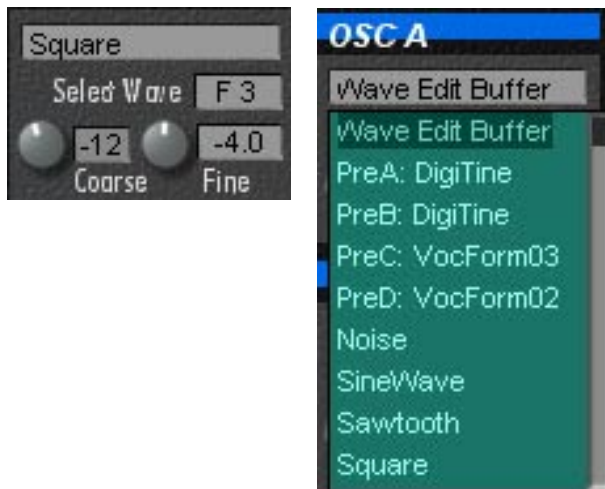 Square
Select Wave F 3
-12 -4.0
Coarse Fine
OSC A
Wave Edit Buffer
Wave Edit Buffer
PreA: DigiTine
PreB: DigiTine
PreC: VocForm03
PreD: VocForm02
Noise
SineWave
Sawtooth
Square